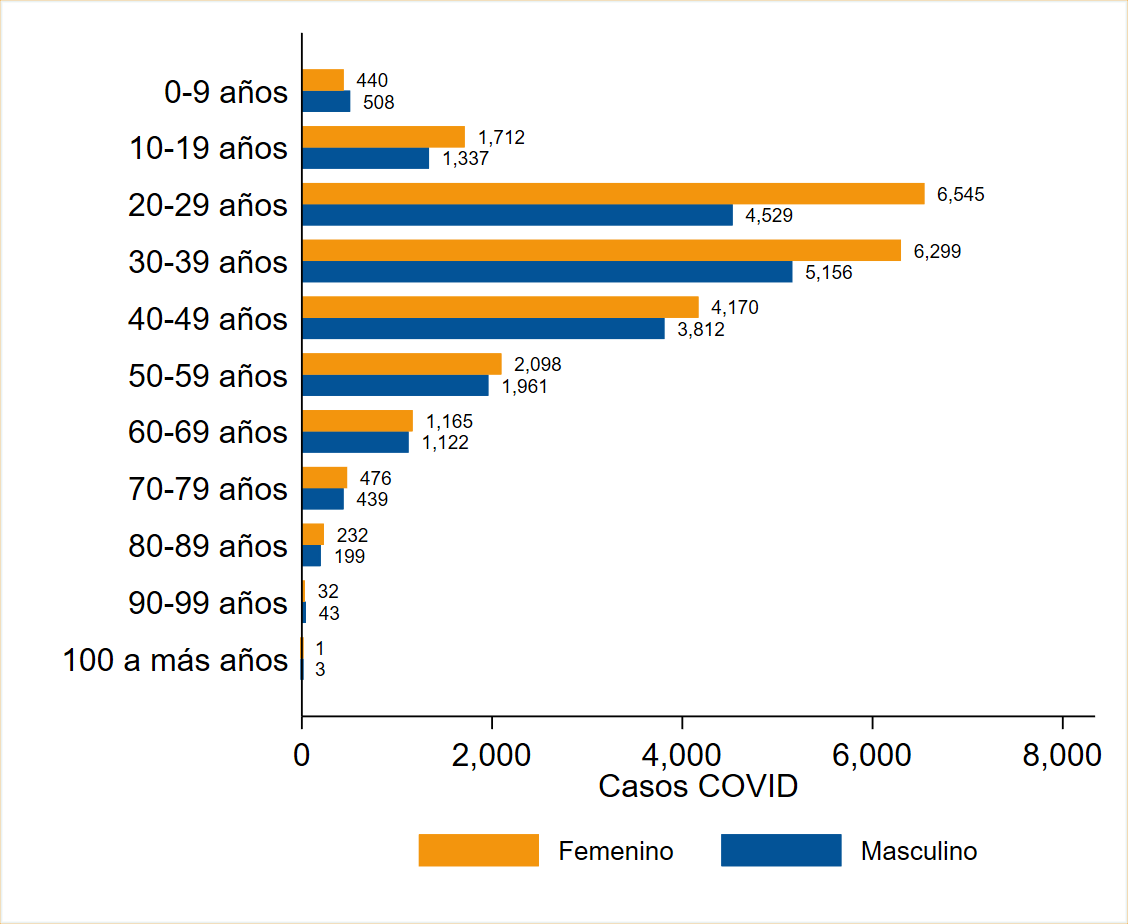 0-9 años
440
508
10-19 años
1,712
1,337
20-29 años
6,545
4,529
30-39 años
6,299
5,156
40-49 años
4,170
3,812
50-59 años
2,098
1,961
60-69 años
1,165
1,122
70-79 años
476
439
80-89 años
232
199
90-99 años
32
43
100 a más años
1
3
0 2,000 4,000 6,000 8,000
Casos COVID
Femenino Masculino